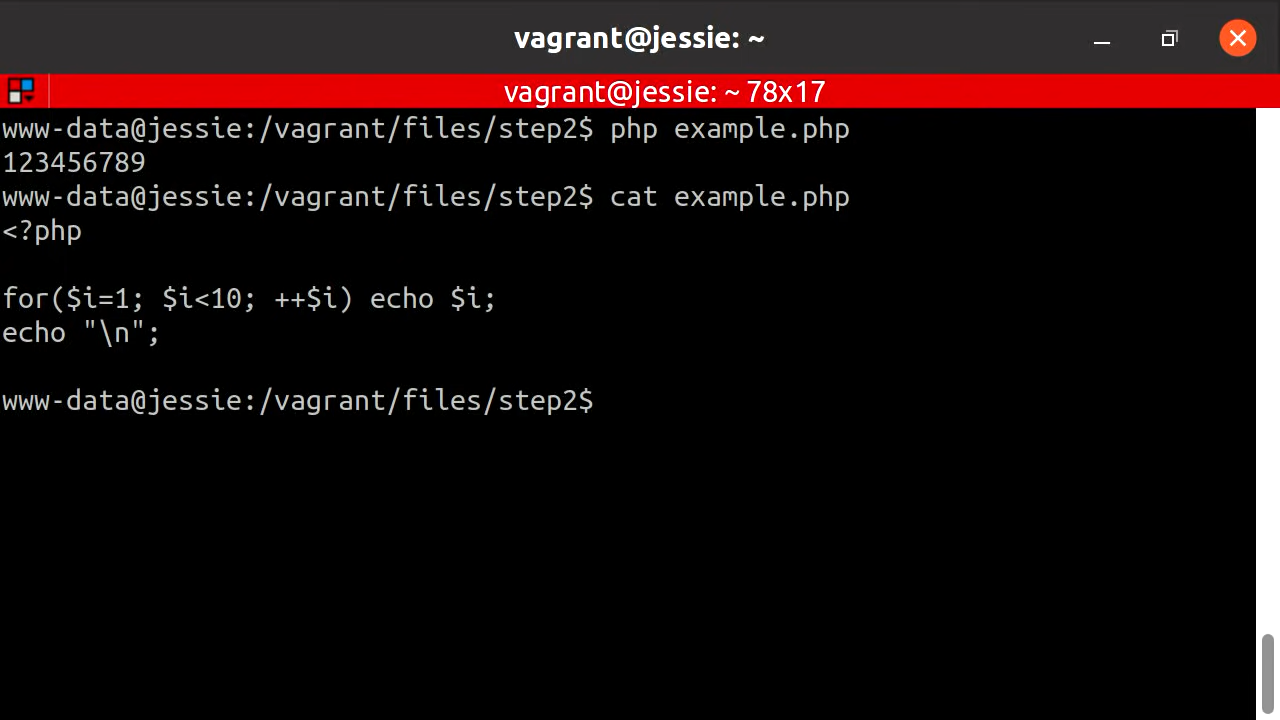 vagrant@jessie: ~
vagrant@jessie: ~ 78x17
www-data@jessie:/vagrant/files/step2$ php example.php
123456789
www-data@jessie:/vagrant/files/step2$ cat example.php
<?php
for($i=1; $i<10; ++$i) echo $i;
echo "\n";
www-data@jessie:/vagrant/files/step2$